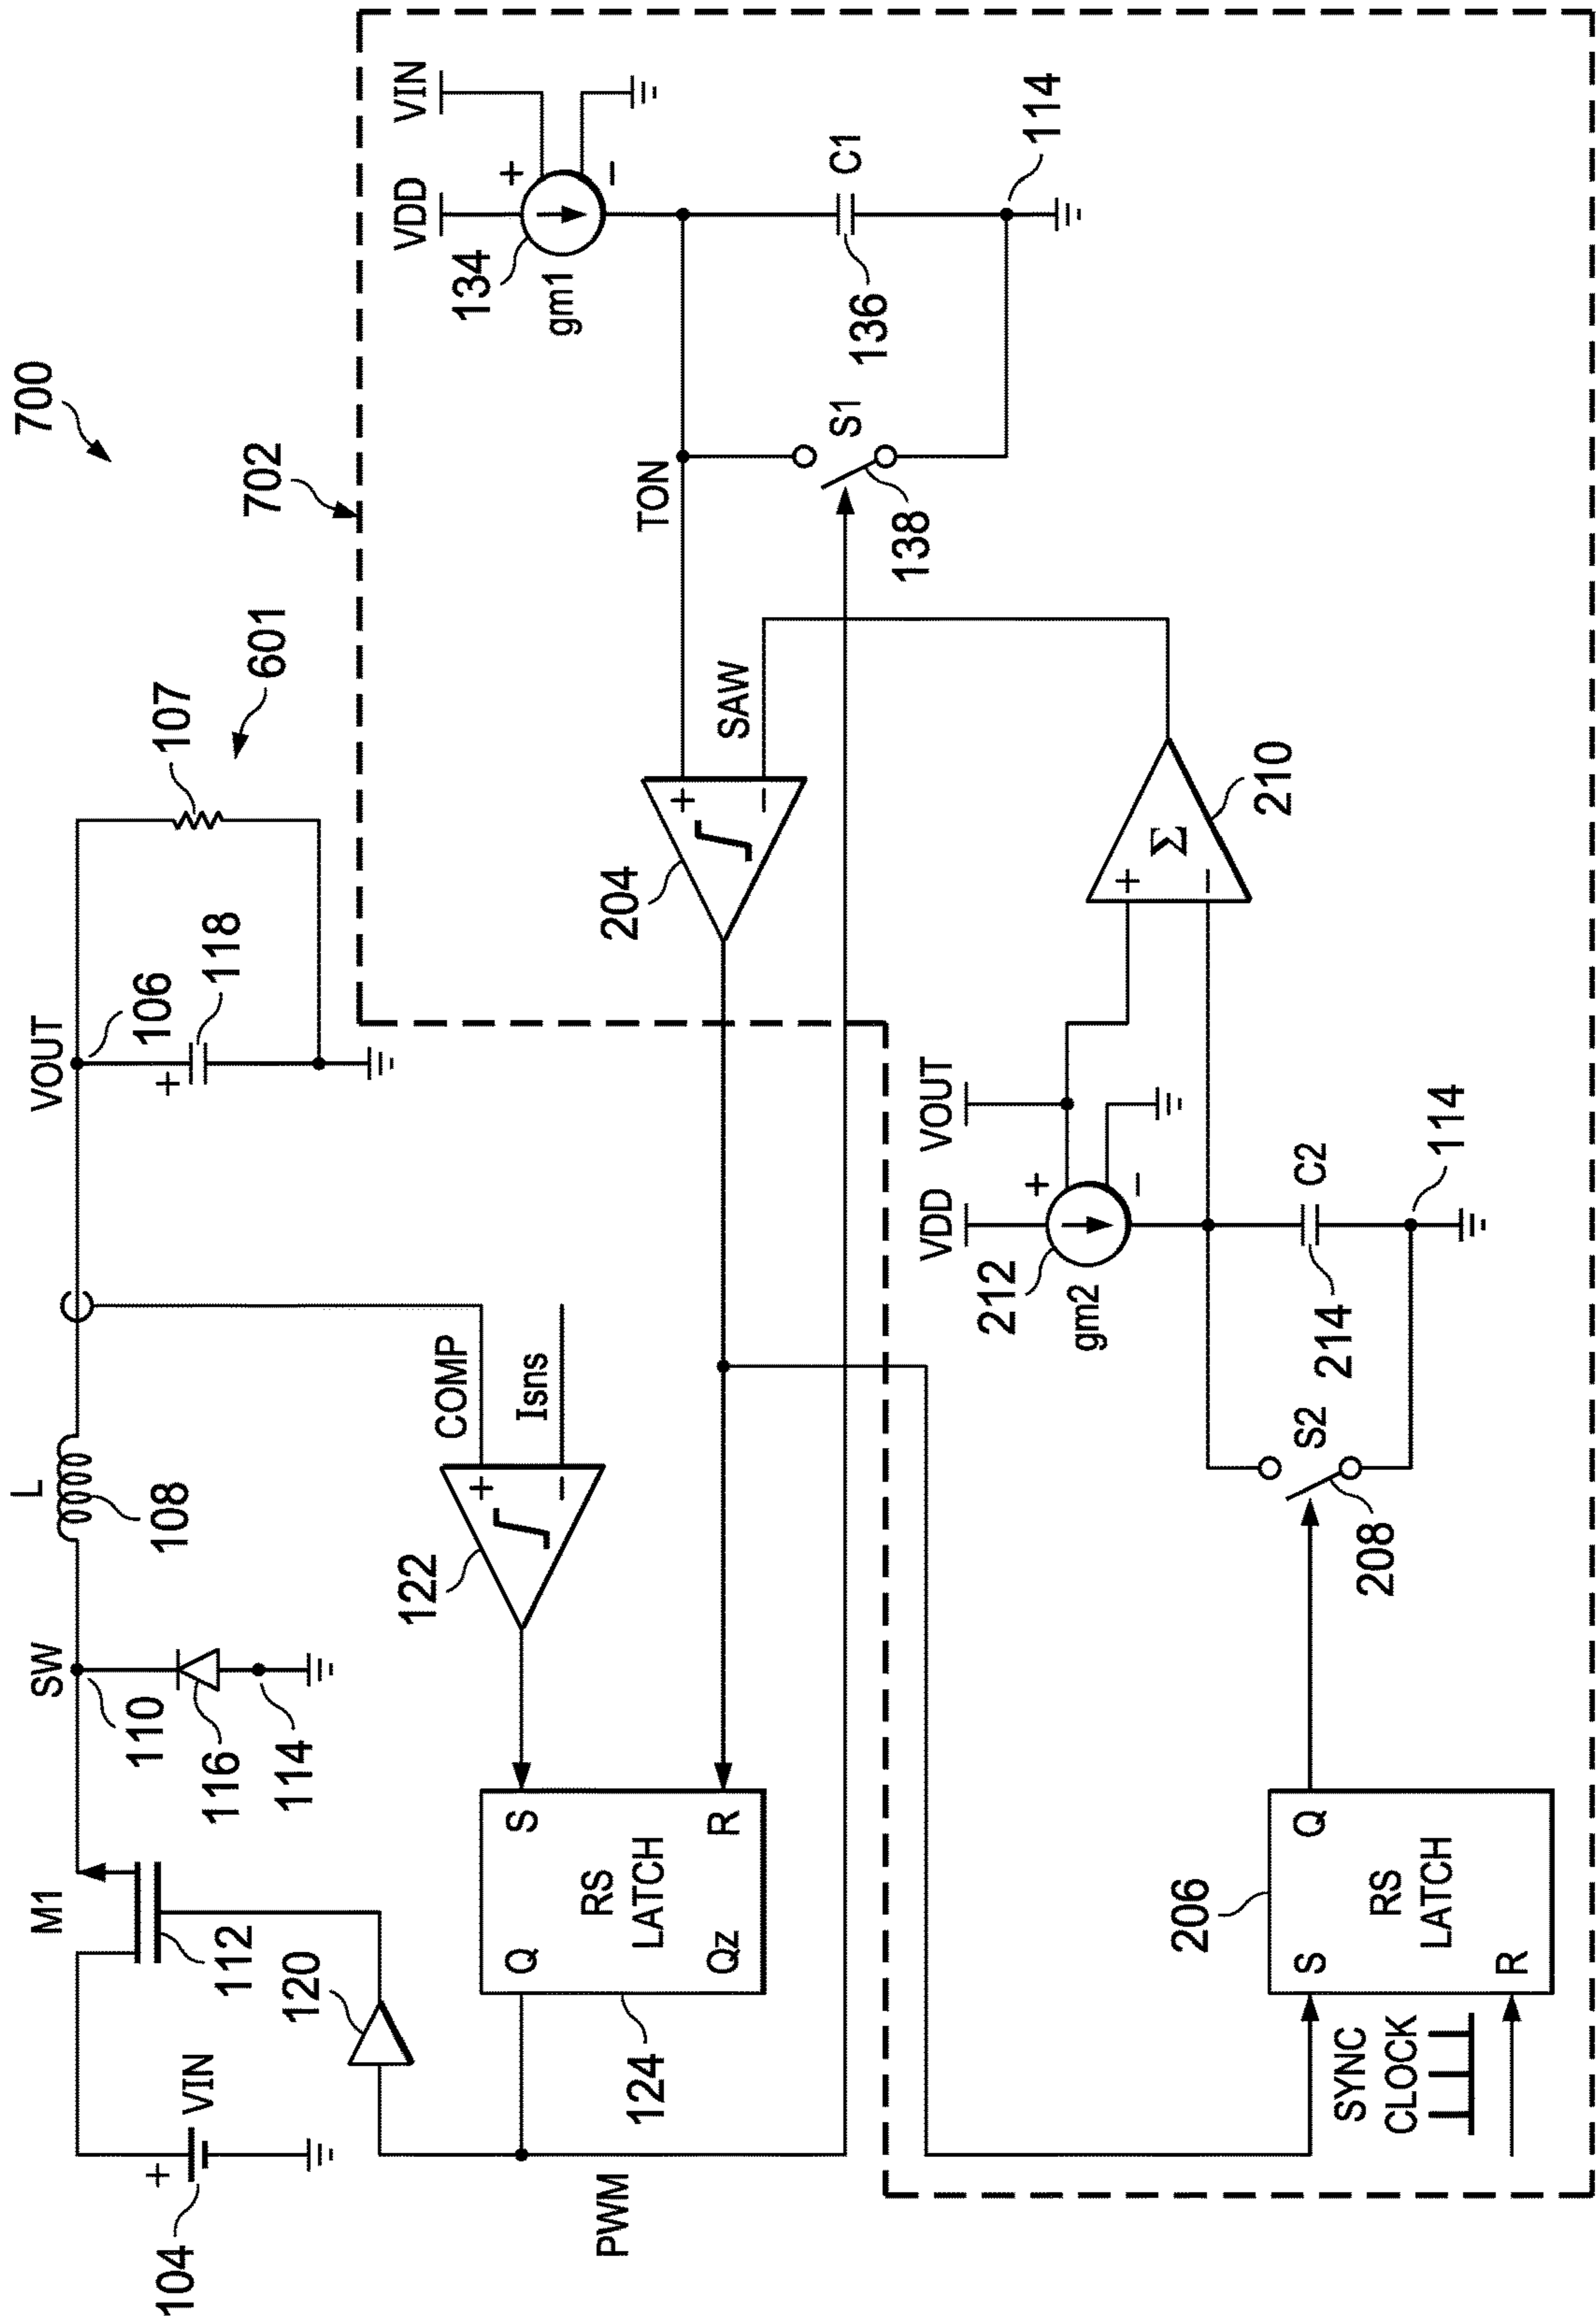 700
702
601
104
+
VIN
M1
112
120
SW
110
116
114
L
108
VOUT
106
+
118
107
PWM
Q
S
RS
LATCH
Qz
R
124
122
+
−
COMP
Isns
204
+
−
TON
SAW
VDD
VIN
134
gm1
+
−
C1
136
S1
138
114
SYNC
CLOCK
206
S
Q
RS
LATCH
R
S2
208
VDD
VOUT
212
gm2
+
−
C2
214
114
+
−
Σ
210